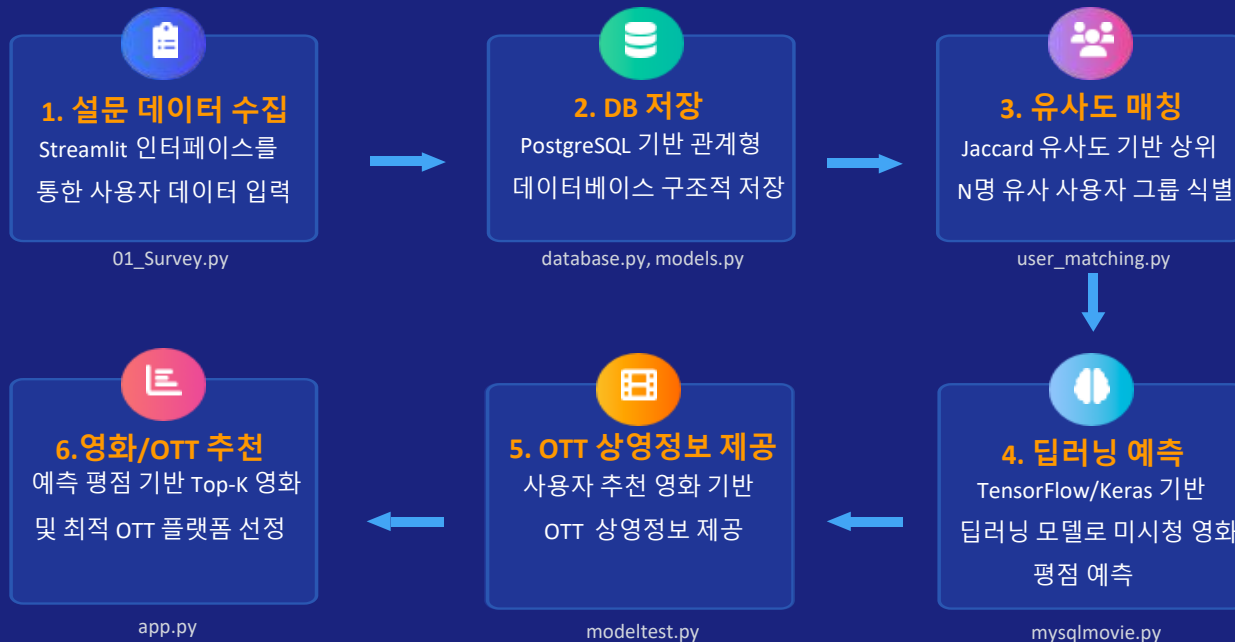 1. 설문 데이터 수집
Streamlit 인터페이스를
통한 사용자 데이터 입력
01_Survey.py
2. DB 저장
PostgreSQL 기반 관계형
데이터베이스 구조적 저장
database.py, models.py
3. 유사도 매칭
Jaccard 유사도 기반 상위
N명 유사 사용자 그룹 식별
user_matching.py
4. 딥러닝 예측
TensorFlow/Keras 기반
딥러닝 모델로 미시청 영화
평점 예측
mysqlmovie.py
5. OTT 상영정보 제공
사용자 추천 영화 기반
OTT 상영정보 제공
modeltest.py
6.영화/OTT 추천
예측 평점 기반 Top-K 영화
및 최적 OTT 플랫폼 선정
app.py